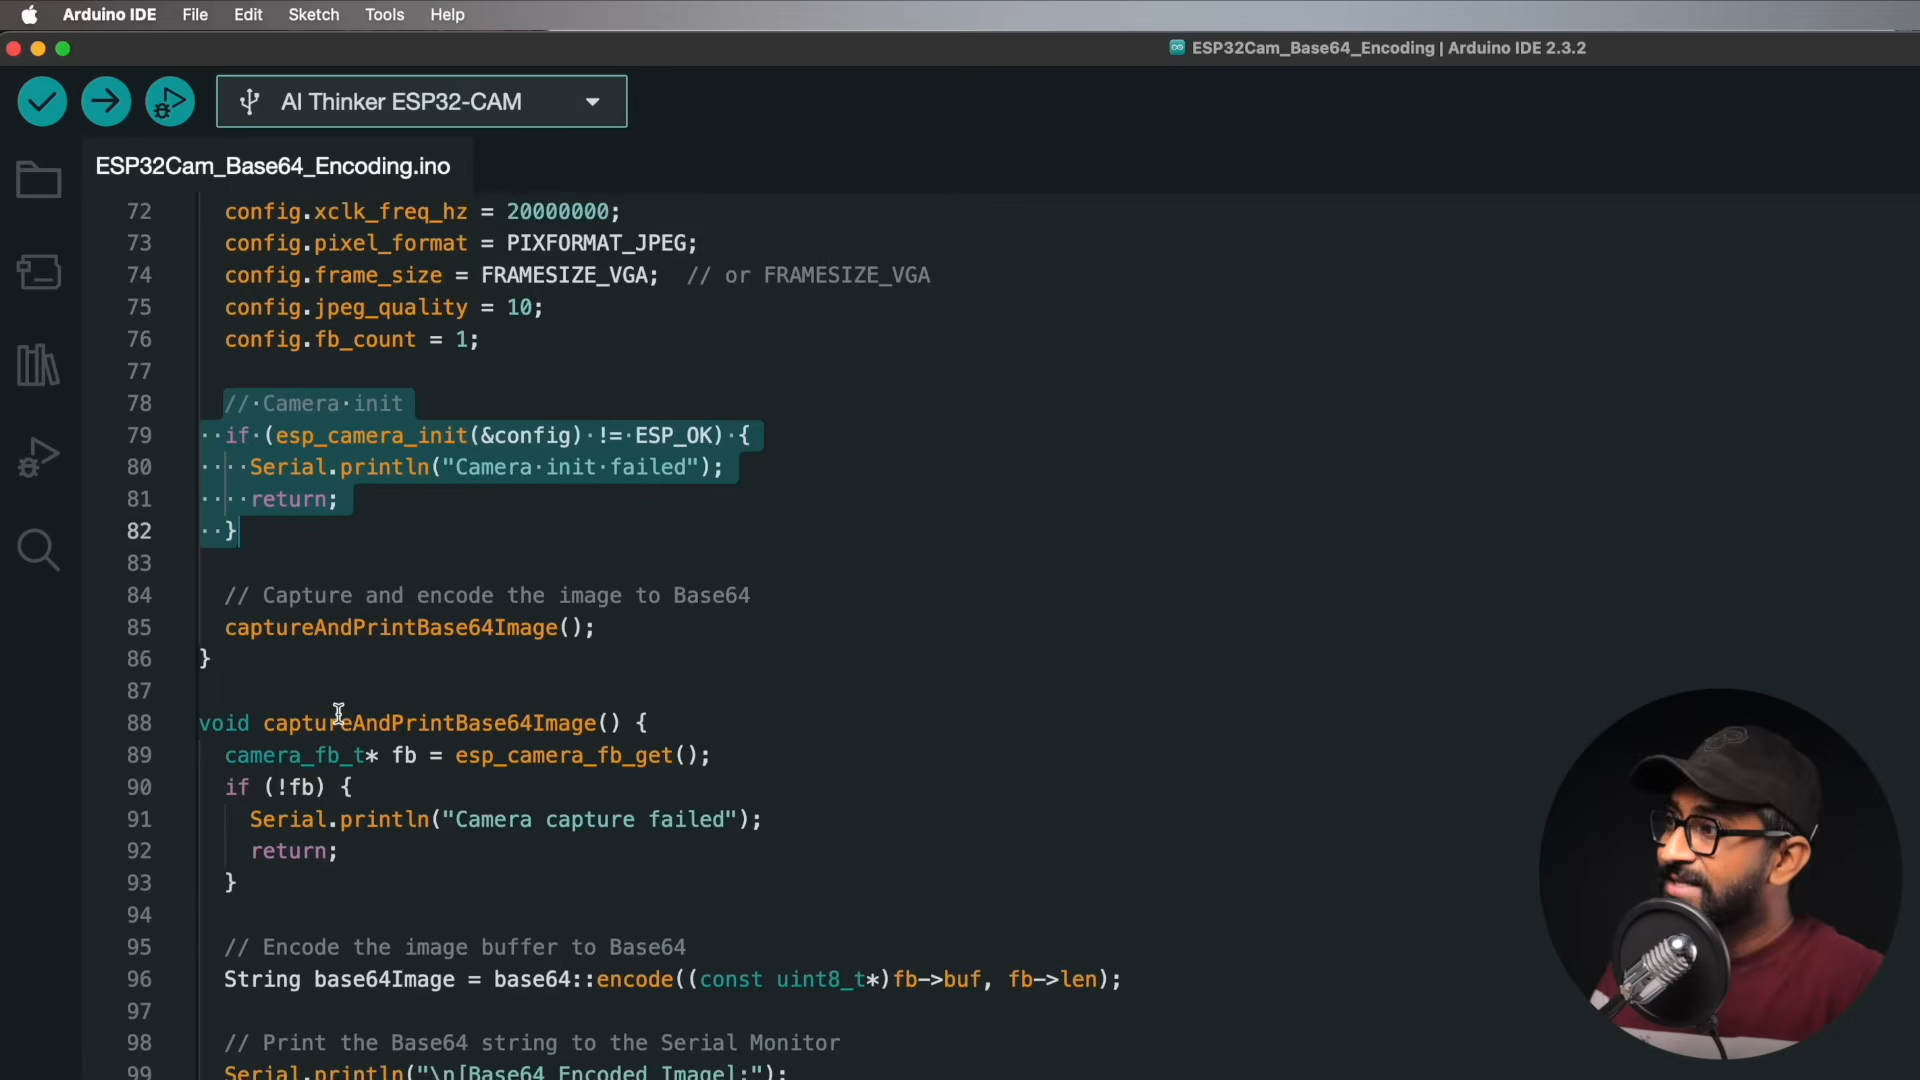 Arduino IDE File Edit Sketch Tools Help
ESP32Cam_Base64_Encoding | Arduino IDE 2.3.2
AI Thinker ESP32-CAM
ESP32Cam_Base64_Encoding.ino
72 config.xclk_freq_hz = 20000000;
73 config.pixel_format = PIXFORMAT_JPEG;
74 config.frame_size = FRAMESIZE_VGA; // or FRAMESIZE_VGA
75 config.jpeg_quality = 10;
76 config.fb_count = 1;
77
78 //·Camera·init
79 ··if·(esp_camera_init(&config)·!=·ESP_OK)·{
80 ····Serial.println("Camera·init·failed");
81 ····return;
82 ··}
83
84 // Capture and encode the image to Base64
85 captureAndPrintBase64Image();
86 }
87
88 void captureAndPrintBase64Image() {
89 camera_fb_t* fb = esp_camera_fb_get();
90 if (!fb) {
91 Serial.println("Camera capture failed");
92 return;
93 }
94
95 // Encode the image buffer to Base64
96 String base64Image = base64::encode((const uint8_t*)fb->buf, fb->len);
97
98 // Print the Base64 string to the Serial Monitor
99 Serial.println("\n[Base64 Encoded Image]:");